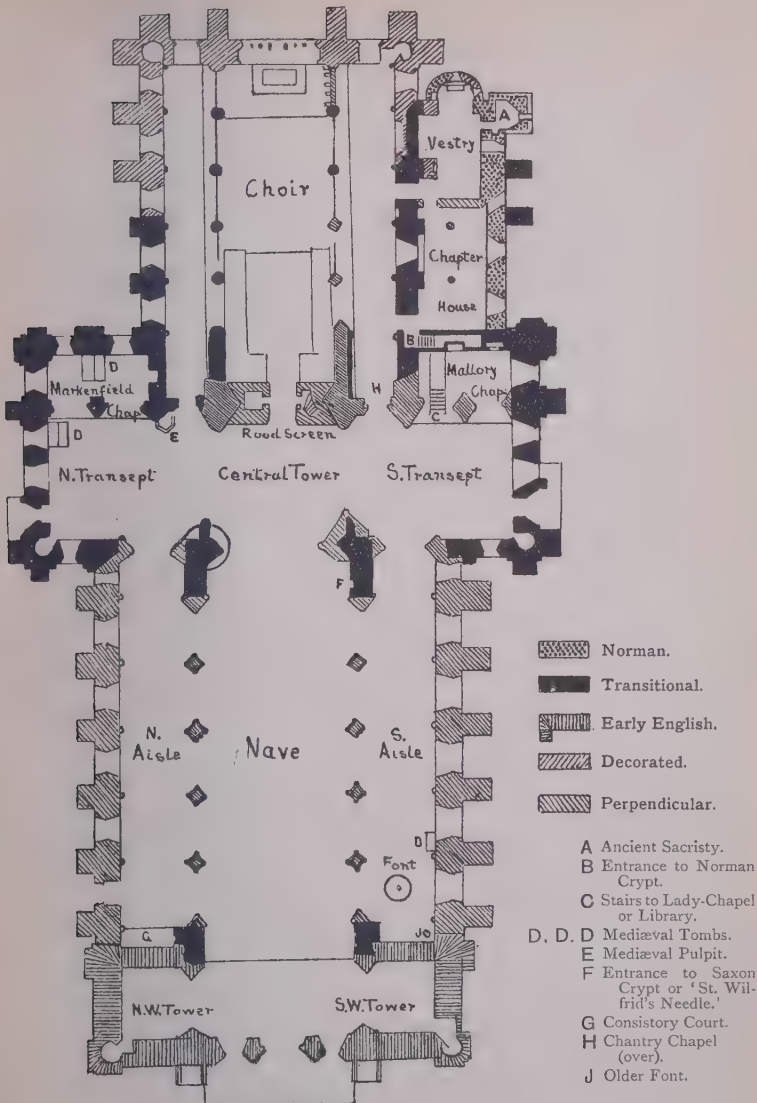 A
Vestry
Choir
Chapter
House
B
D
Markenfield
Chap.
Mallory
Chap.
H
C
E
D
Rood Screen
N. Transept
Central Tower
S. Transept
F
N.
Aisle
Nave
S.
Aisle
D
Font
G
J
N.W. Tower
S.W. Tower
Norman.
Transitional.
Early English.
Decorated.
Perpendicular.
A Ancient Sacristy.
B Entrance to Norman
Crypt.
C Stairs to Lady-Chapel
or Library.
D, D. D Mediæval Tombs.
E Mediæval Pulpit.
F Entrance to Saxon
Crypt or ‘St. Wil-
frid’s Needle.’
G Consistory Court.
H Chantry Chapel
(over).
J Older Font.